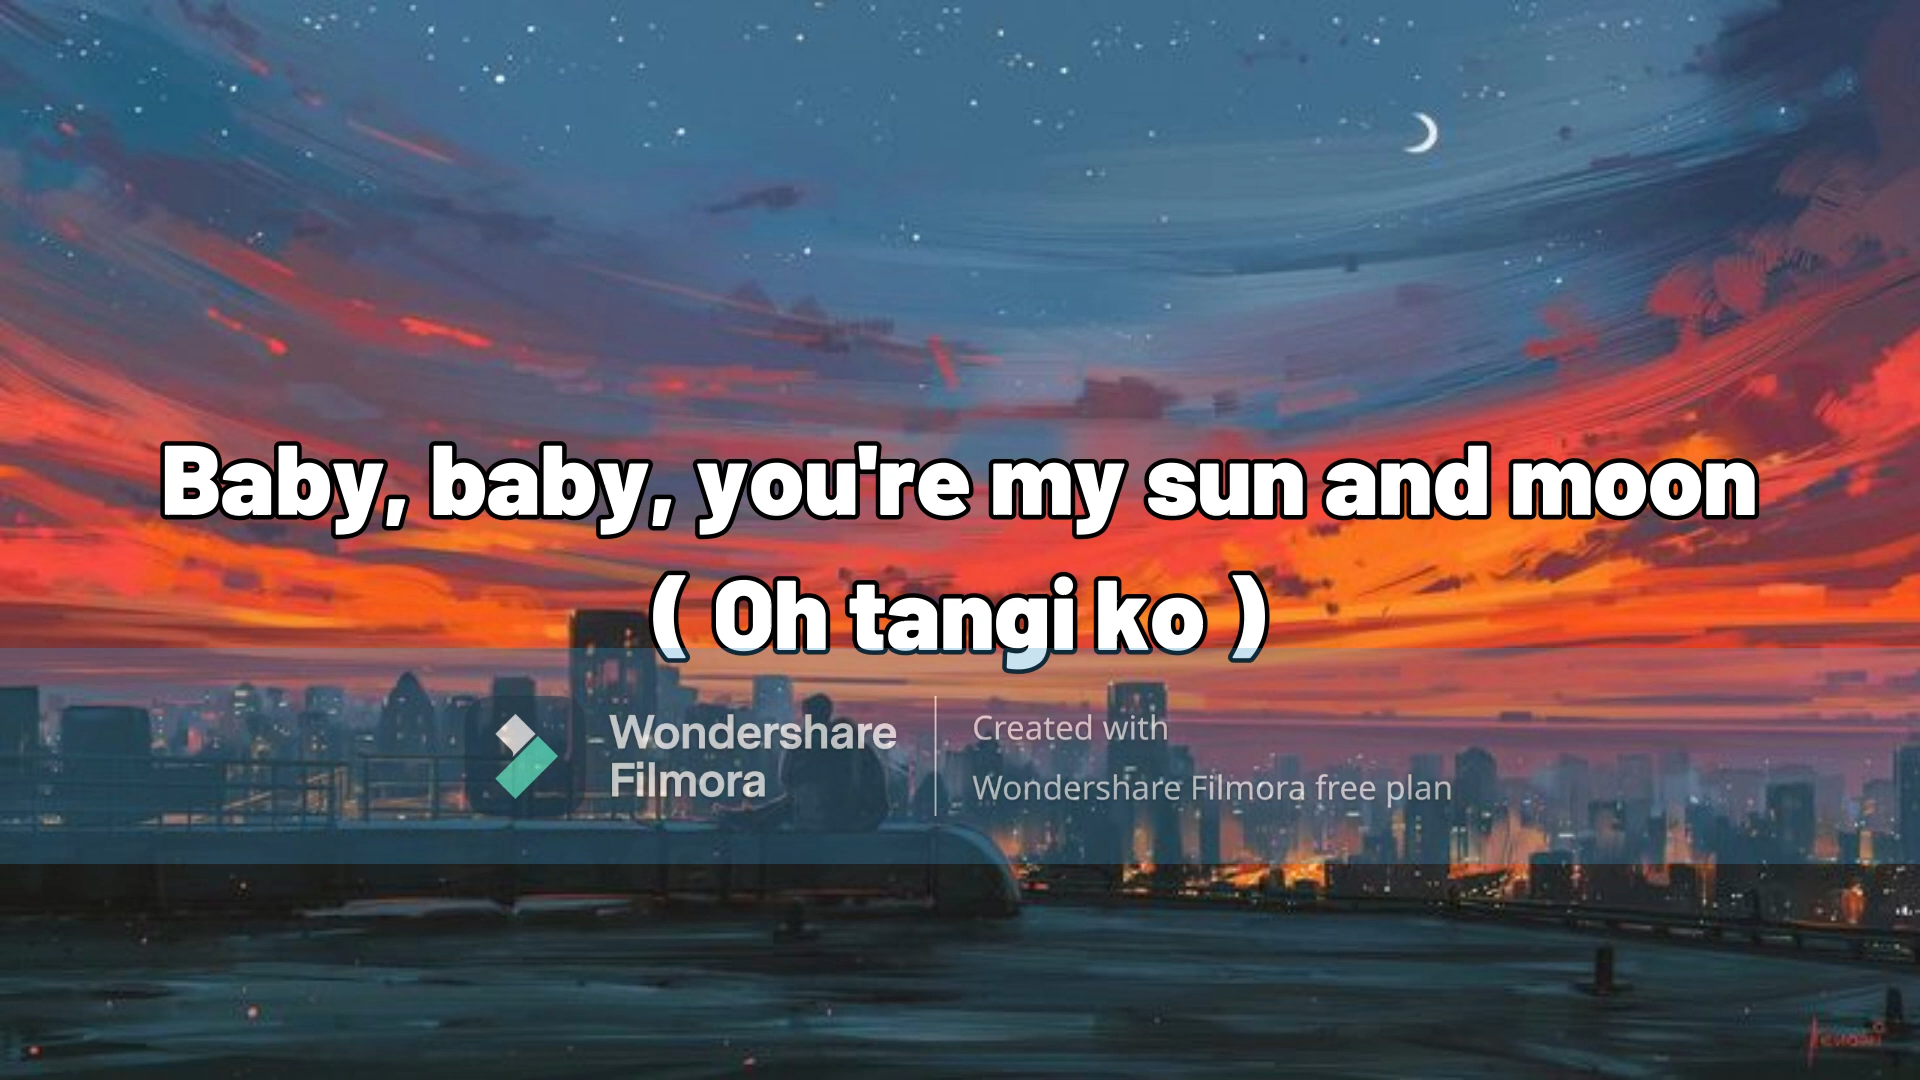 Baby, baby, you're my sun and moon
( Oh tangi ko )
Wondershare
Filmora
Created with
Wondershare Filmora free plan